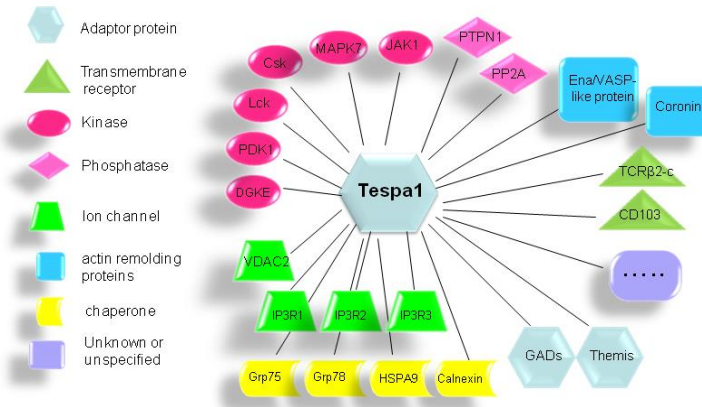 Adaptor protein
Transmembrane
receptor
Kinase
Phosphatase
Ion channel
actin remolding
proteins
chaperone
Unknown or
unspecified
Csk
MAPK7
JAK1
PTPN1
PP2A
Ena/VASP-
like protein
Coronin
Lck
PDK1
DGKE
Tespa1
TCRβ2-c
CD103
.....
VDAC2
IP3R1
IP3R2
IP3R3
GADs
Themis
Grp75
Grp78
HSPA9
Calnexin